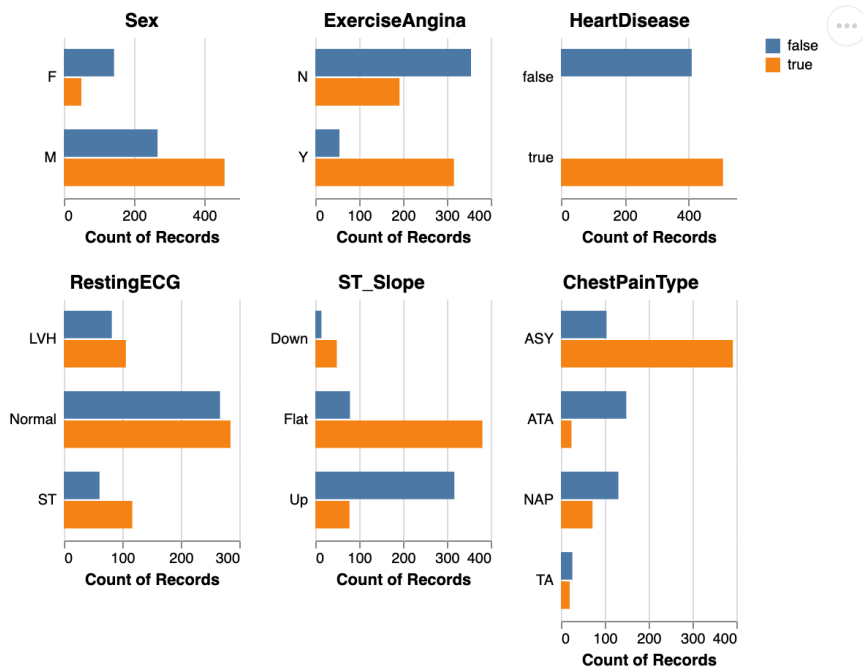 Sex
F
M
0 200 400
Count of Records
ExerciseAngina
N
Y
0 100 200 300 400
Count of Records
HeartDisease
false
true
0 200 400
Count of Records
false
true
RestingECG
LVH
Normal
ST
0 100 200 300
Count of Records
ST_Slope
Down
Flat
Up
0 100 200 300 400
Count of Records
ChestPainType
ASY
ATA
NAP
TA
0 100 200 300 400
Count of Records